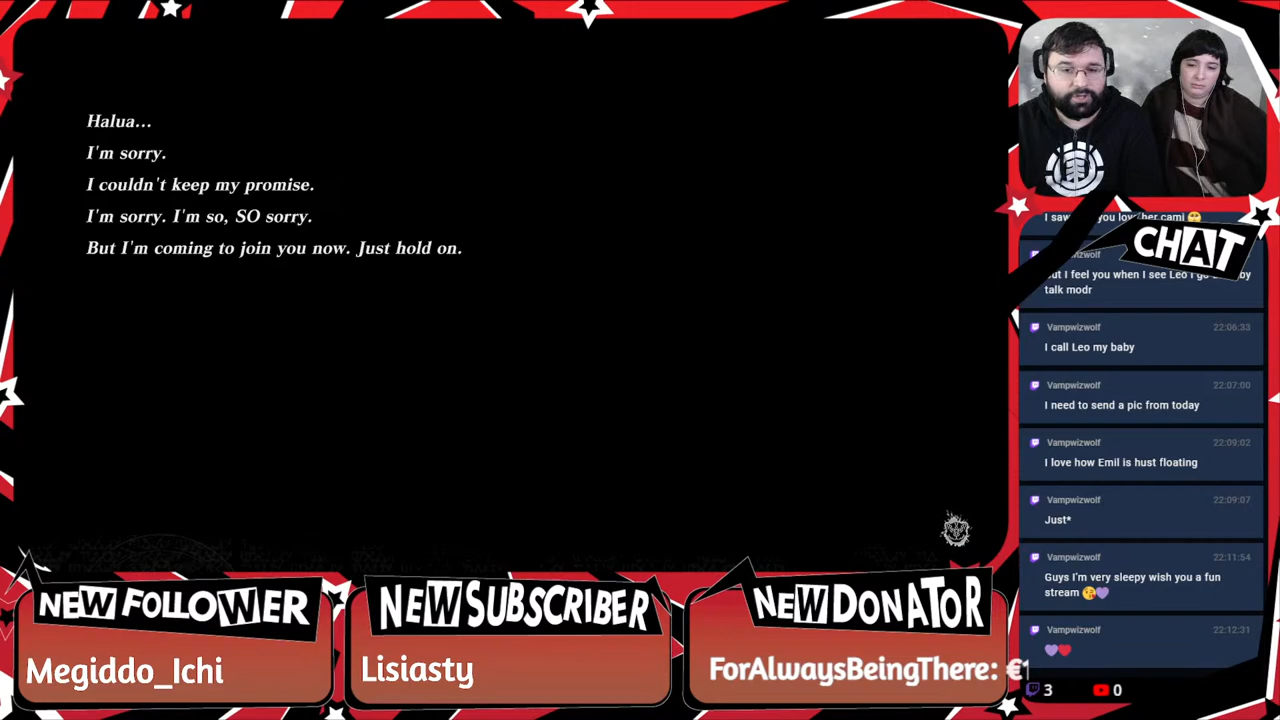 Halua...
I'm sorry.
I couldn't keep my promise.
I'm sorry. I'm so, SO sorry.
But I'm coming to join you now. Just hold on.
CHAT
Vampwizwolf
talk modr
Vampwizwolf 22:06:33
I call Leo my baby
Vampwizwolf 22:07:00
I need to send a pic from today
Vampwizwolf 22:09:02
I love how Emil is hust floating
Vampwizwolf 22:09:07
Just*
Vampwizwolf 22:11:54
Guys I'm very sleepy wish you a fun
stream 😘💜
Vampwizwolf 22:12:31
💜❤️
3 0
NEW FOLLOWER
Megiddo_Ichi
NEW SUBSCRIBER
Lisiasty
NEW DONATOR
ForAlwaysBeingThere: €1